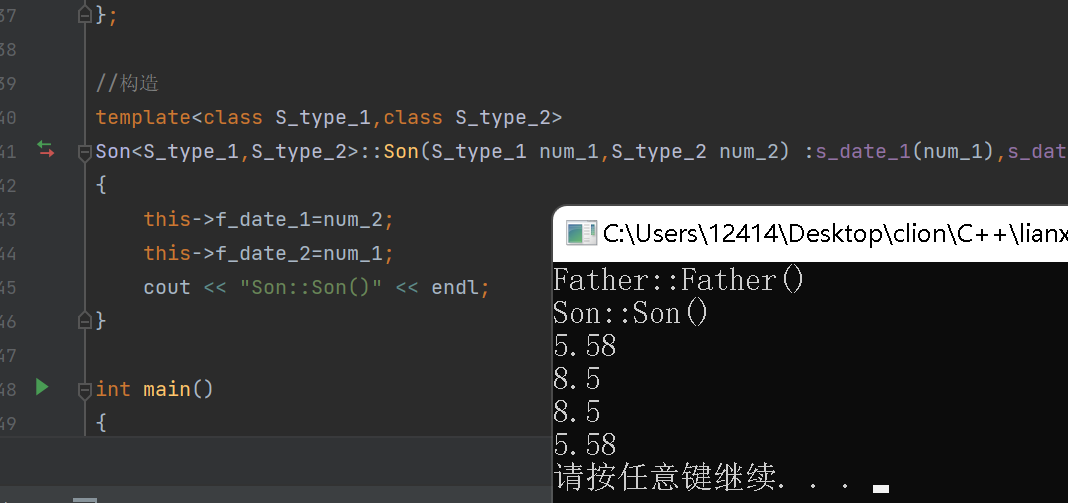 37 };
38
39 //构造
40 template<class S_type_1,class S_type_2>
41 Son<S_type_1,S_type_2>::Son(S_type_1 num_1,S_type_2 num_2) :s_date_1(num_1),s_dat
42 {
43 this->f_date_1=num_2;
44 this->f_date_2=num_1;
45 cout << "Son::Son()" << endl;
46 }
47
48 int main()
49 {
C:\Users\12414\Desktop\clion\C++\lianx
Father::Father()
Son::Son()
5.58
8.5
8.5
5.58
请按任意键继续. . .